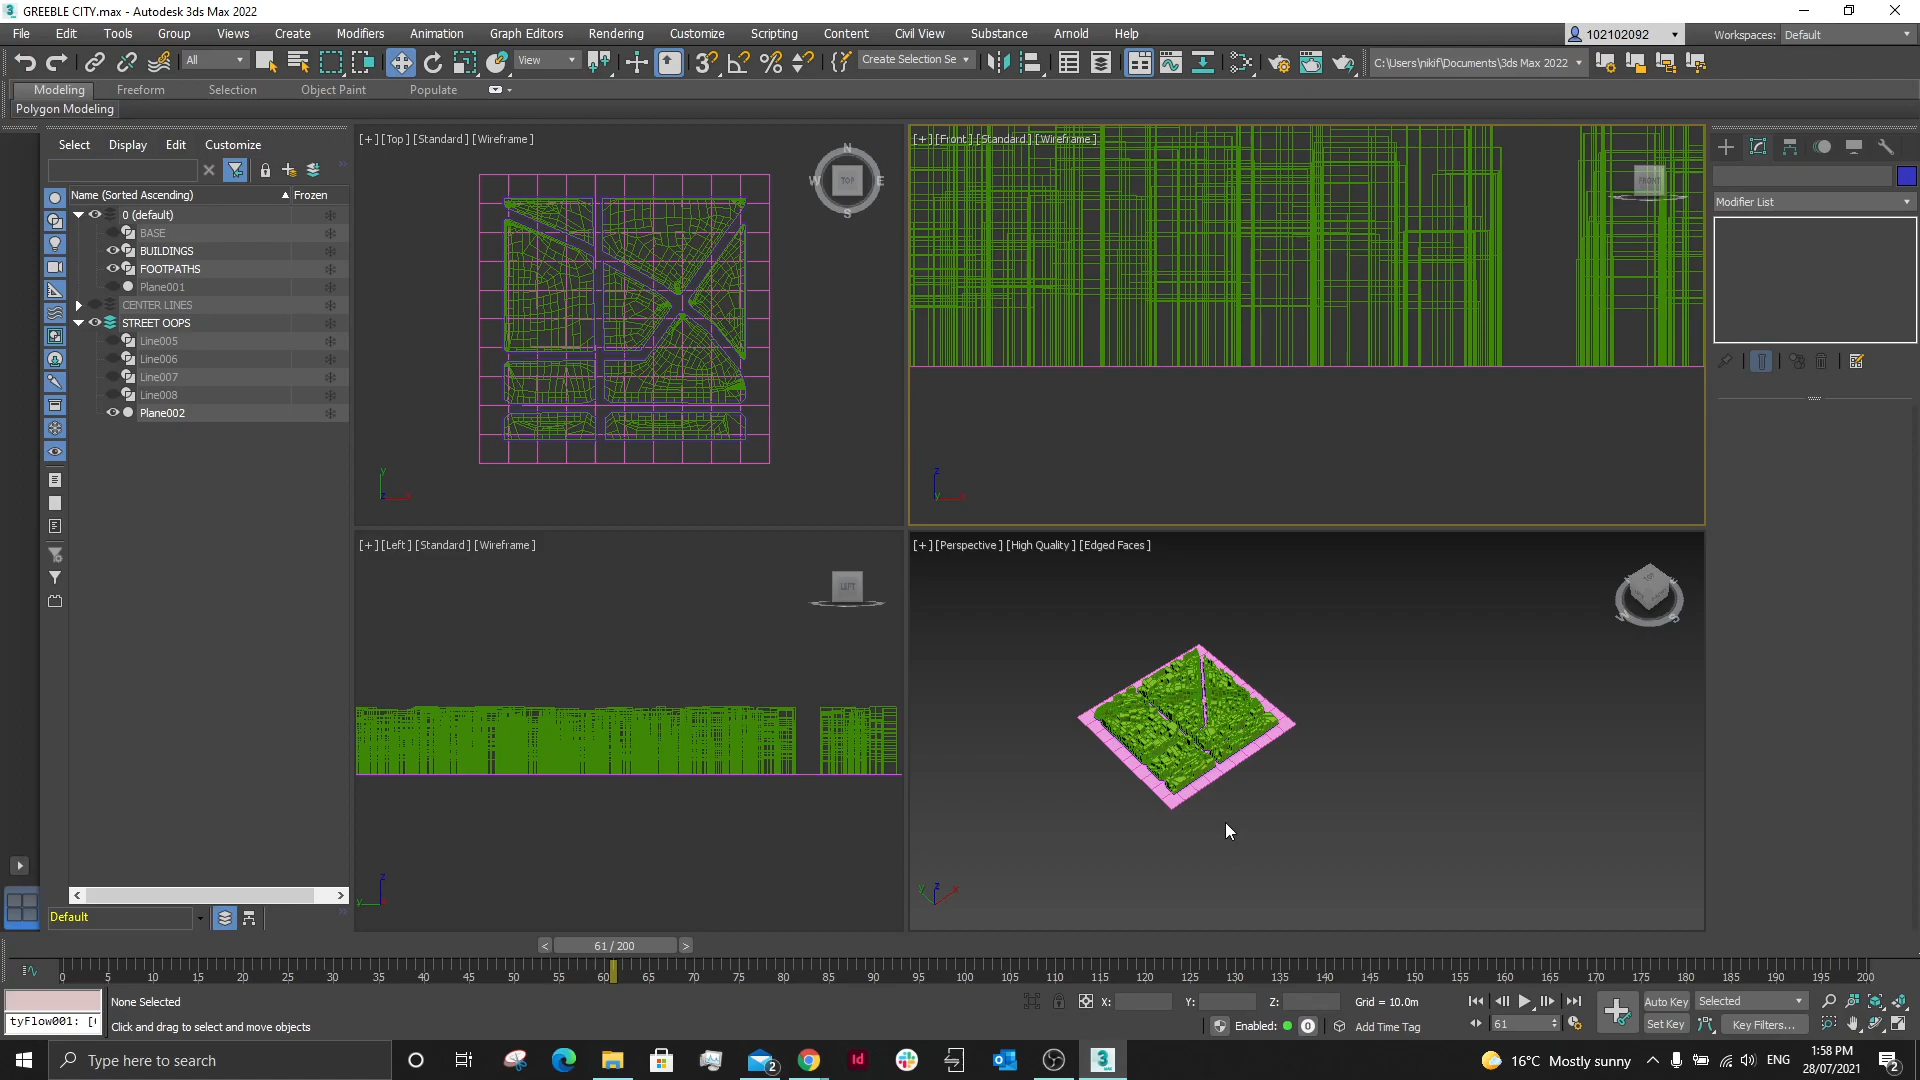 GREEBLE CITY.max - Autodesk 3ds Max 2022
File Edit Tools Group Views Create Modifiers Animation Graph Editors Rendering Customize Scripting Content Civil View Substance Arnold Help
102102092
Workspaces: Default
All
View
Create Selection Se
C:\Users\nikif\Documents\3ds Max 2022
Modeling Freeform Selection Object Paint Populate
Polygon Modeling
Select Display Edit Customize
Name (Sorted Ascending) Frozen
0 (default)
BASE
BUILDINGS
FOOTPATHS
Plane001
CENTER LINES
STREET OOPS
Line005
Line006
Line007
Line008
Plane002
Default
[+] [Top] [Standard] [Wireframe]
N
W TOP E
S
[+] [Front] [Standard] [Wireframe]
FRONT
[+] [Left] [Standard] [Wireframe]
LEFT
[+] [Perspective] [High Quality] [Edged Faces]
TOP
Modifier List
< 61 / 200 >
0 5 10 15 20 25 30 35 40 45 50 55 60 65 70 75 80 85 90 95 100 105 110 115 120 125 130 135 140 145 150 155 160 165 170 175 180 185 190 195 200
None Selected
X: Y: Z: Grid = 10.0m
tyFlow001: [
Click and drag to select and move objects
Enabled: 0 Add Time Tag
61
Auto Key Selected
Set Key Key Filters...
Type here to search
16°C Mostly sunny
ENG
1:58 PM
28/07/2021
2